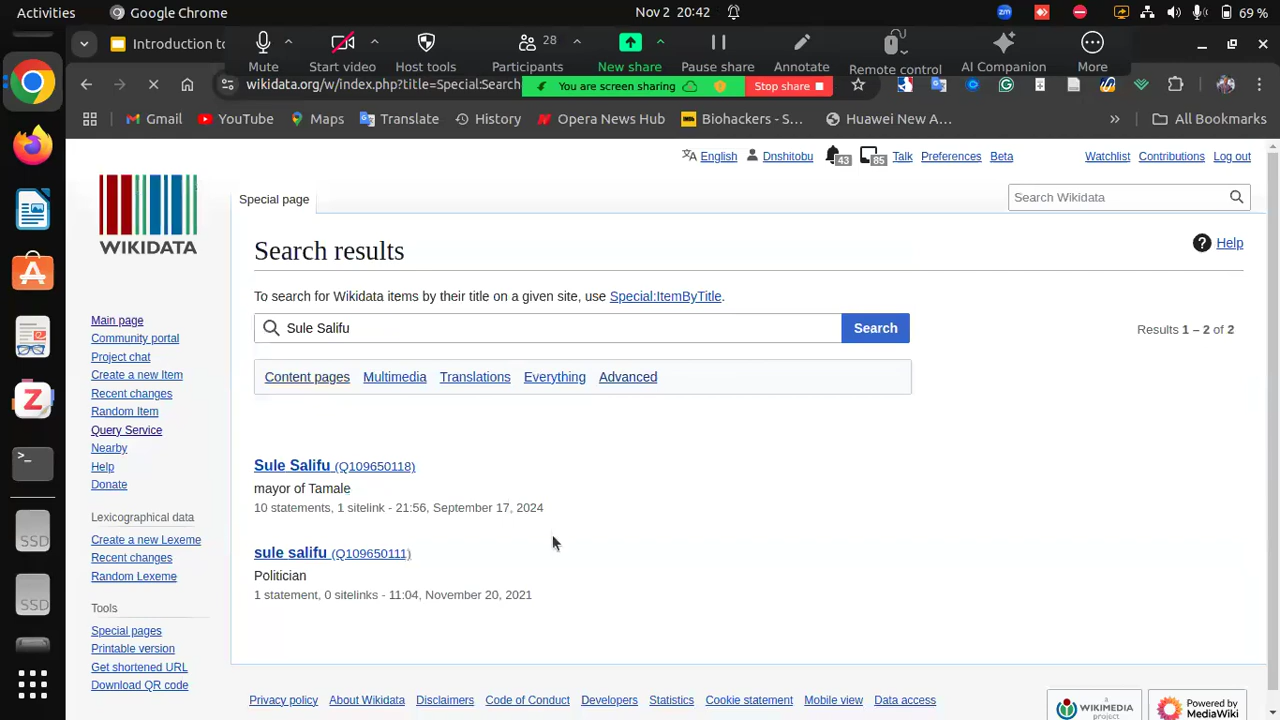 Activities Google Chrome Nov 2 20:42 zm 69 %
Introduction to
Mute Start video Host tools 28 Participants New share Pause share Annotate Remote control AI Companion More
wikidata.org/w/index.php?title=Special:Search You are screen sharing Stop share
Gmail YouTube Maps Translate History Opera News Hub Biohackers - S... Huawei New A... » All Bookmarks
English Dnshitobu 43 85 Talk Preferences Beta Watchlist Contributions Log out
WIKIDATA
Special page
Search Wikidata
Search results
Help
To search for Wikidata items by their title on a given site, use Special:ItemByTitle.
Sule Salifu Search
Results 1 – 2 of 2
Content pages Multimedia Translations Everything Advanced
Sule Salifu (Q109650118)
mayor of Tamale
10 statements, 1 sitelink - 21:56, September 17, 2024
sule salifu (Q109650111)
Politician
1 statement, 0 sitelinks - 11:04, November 20, 2021
Main page
Community portal
Project chat
Create a new Item
Recent changes
Random Item
Query Service
Nearby
Help
Donate
Lexicographical data
Create a new Lexeme
Recent changes
Random Lexeme
Tools
Special pages
Printable version
Get shortened URL
Download QR code
Z
SSD
SSD
Privacy policy About Wikidata Disclaimers Code of Conduct Developers Statistics Cookie statement Mobile view Data access
A WIKIMEDIA project
Powered by MediaWiki